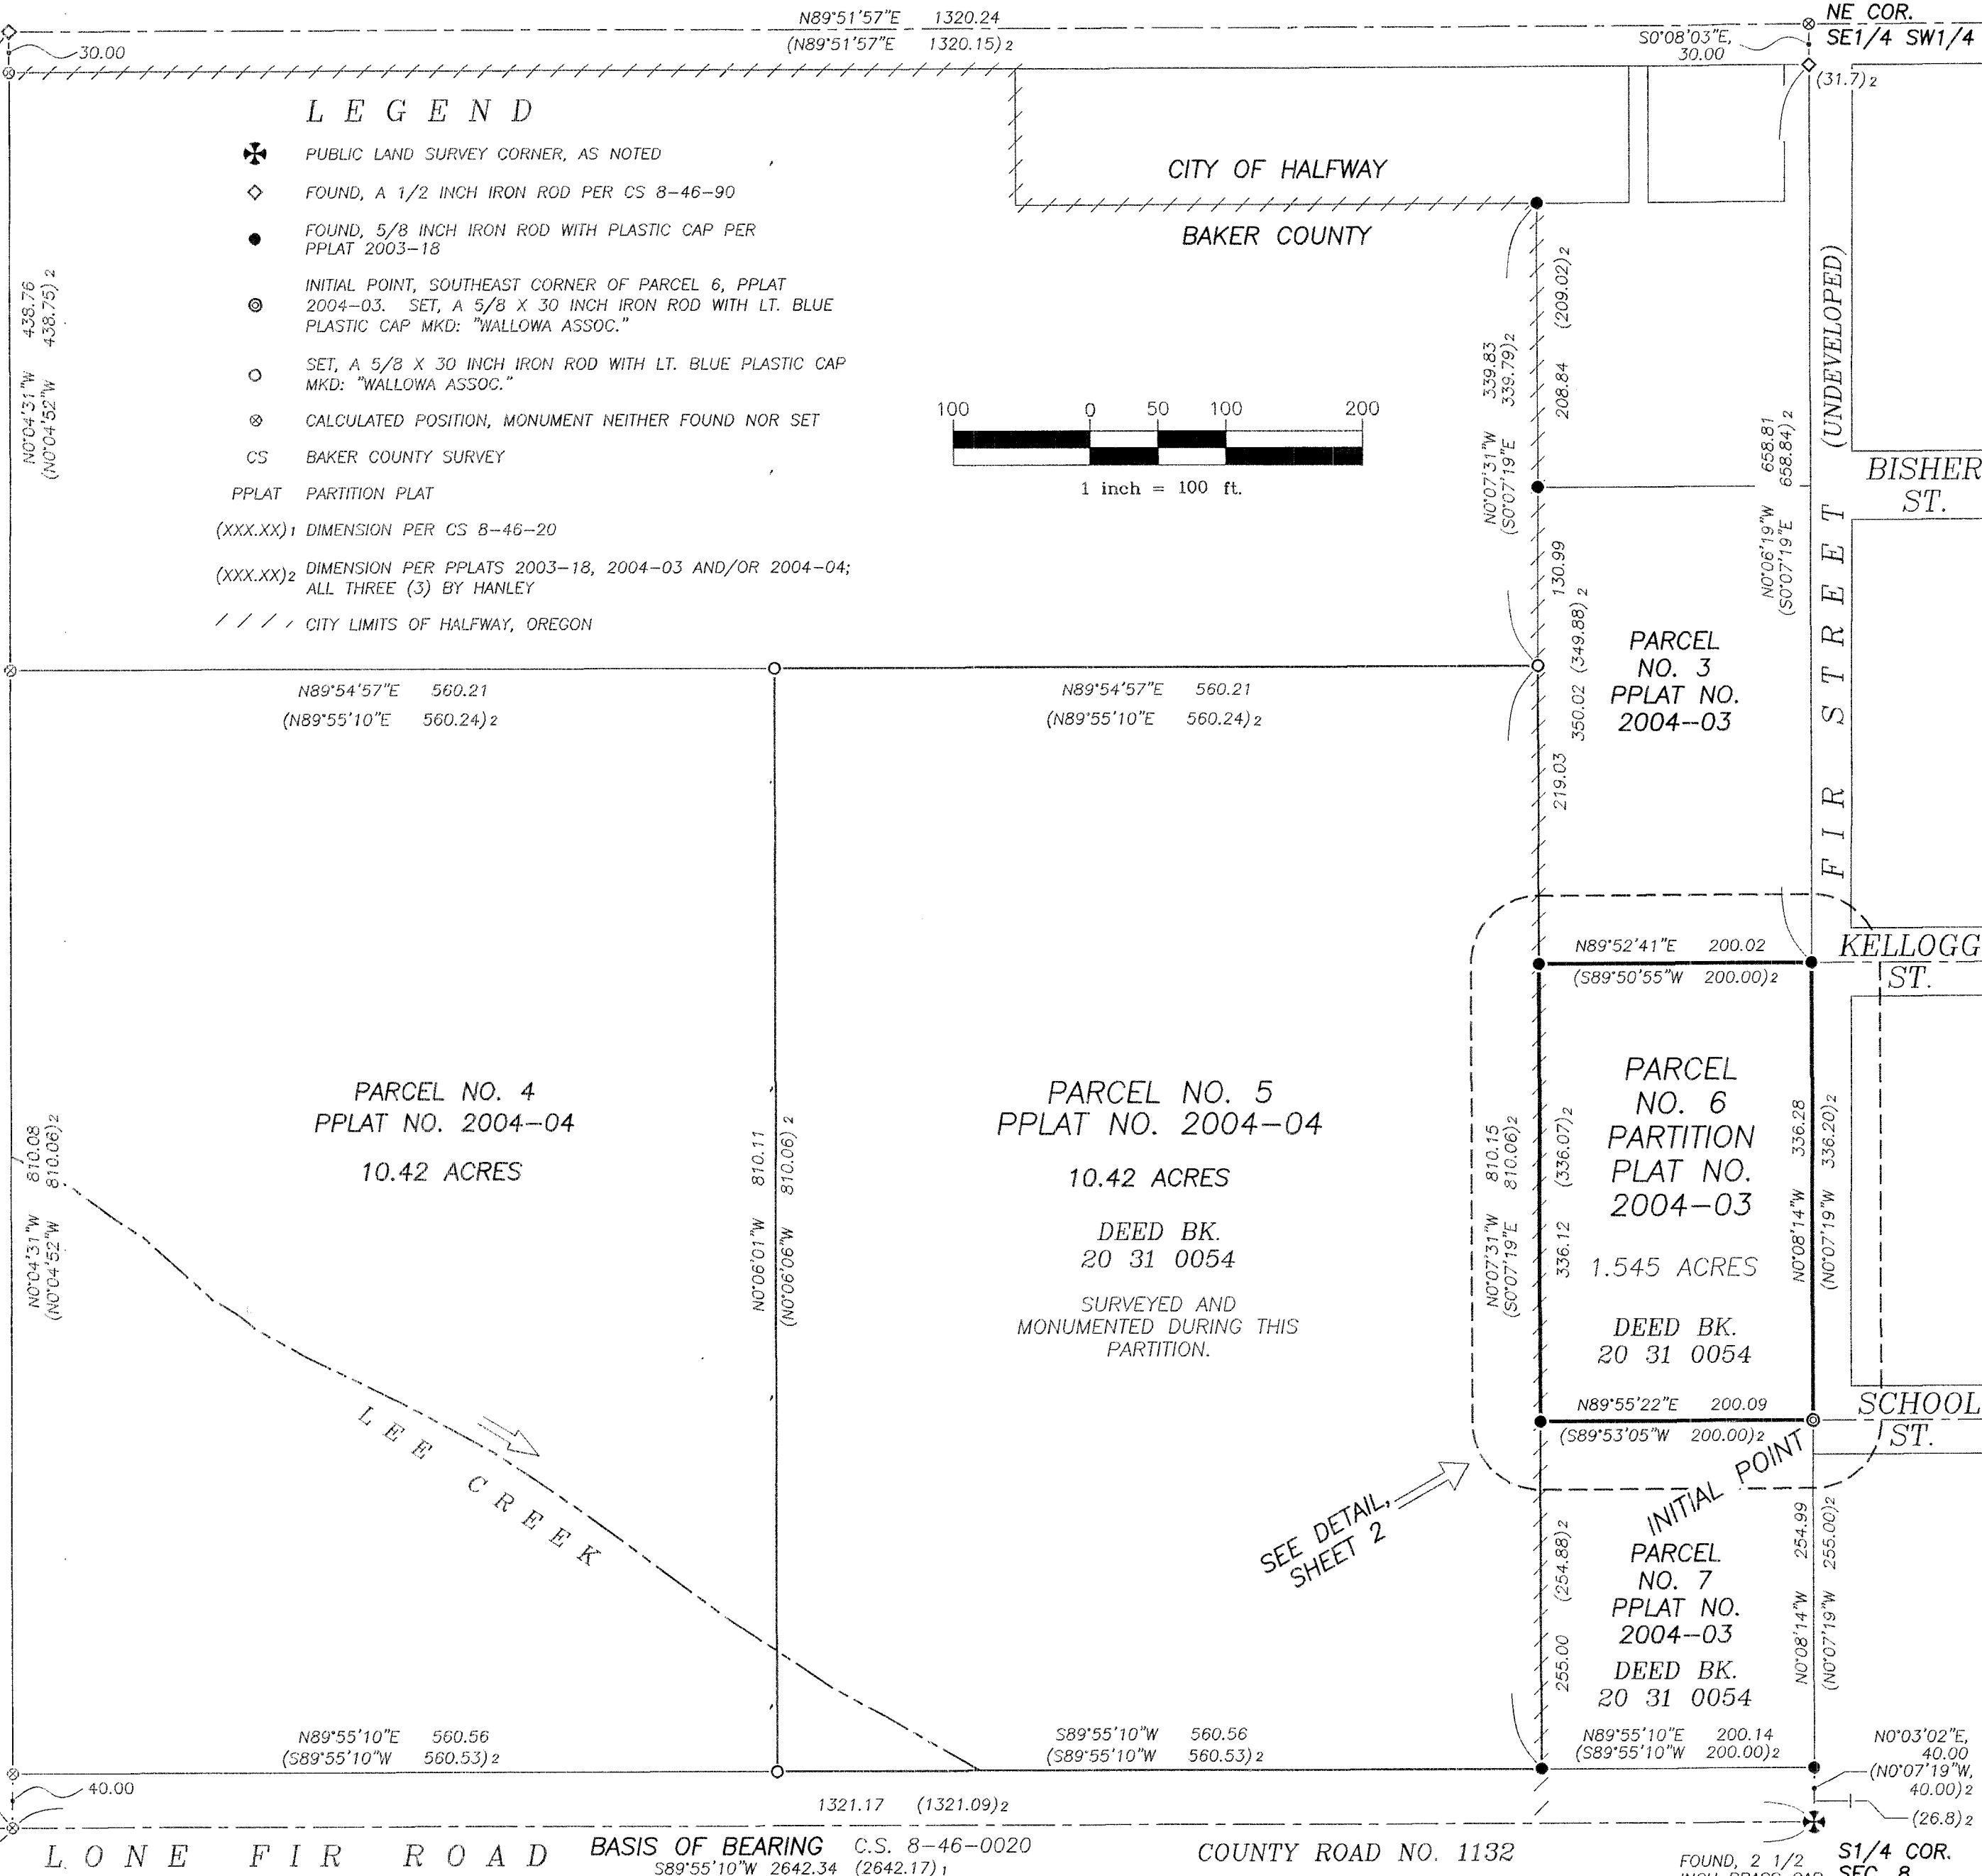 N89°51'57"E 1320.24
(N89°51'57"E 1320.15)2
30.00
S0°08'03"E,
30.00
NE COR.
SE1/4 SW1/4
(31.7)2
LEGEND
PUBLIC LAND SURVEY CORNER, AS NOTED
FOUND, A 1/2 INCH IRON ROD PER CS 8-46-90
FOUND, 5/8 INCH IRON ROD WITH PLASTIC CAP PER
PPLAT 2003-18
INITIAL POINT, SOUTHEAST CORNER OF PARCEL 6, PPLAT
2004-03. SET, A 5/8 X 30 INCH IRON ROD WITH LT. BLUE
PLASTIC CAP MKD: "WALLOWA ASSOC."
SET, A 5/8 X 30 INCH IRON ROD WITH LT. BLUE PLASTIC CAP
MKD: "WALLOWA ASSOC."
CALCULATED POSITION, MONUMENT NEITHER FOUND NOR SET
CS BAKER COUNTY SURVEY
PPLAT PARTITION PLAT
(XXX.XX)1 DIMENSION PER CS 8-46-20
(XXX.XX)2 DIMENSION PER PPLATS 2003-18, 2004-03 AND/OR 2004-04;
ALL THREE (3) BY HANLEY
CITY LIMITS OF HALFWAY, OREGON
N0°04'31"W 438.76
(N0°04'52"W 438.75)2
CITY OF HALFWAY
BAKER COUNTY
100 0 50 100 200
1 inch = 100 ft.
N0°07'31"W 339.83
(S0°07'19"E 339.79)2
208.84 (209.02)2
130.99
350.02 (349.88)2
219.03
N0°06'19"W 658.81
(S0°07'19"E 658.84)2
FIR STREET (UNDEVELOPED)
BISHER
ST.
PARCEL
NO. 3
PPLAT NO.
2004-03
N89°54'57"E 560.21
(N89°55'10"E 560.24)2
N89°54'57"E 560.21
(N89°55'10"E 560.24)2
N89°52'41"E 200.02
(S89°50'55"W 200.00)2
KELLOGG
ST.
N0°04'31"W 810.08
(N0°04'52"W 810.06)2
PARCEL NO. 4
PPLAT NO. 2004-04
10.42 ACRES
N0°06'01"W 810.11
(N0°06'06"W 810.06)2
PARCEL NO. 5
PPLAT NO. 2004-04
10.42 ACRES
DEED BK.
20 31 0054
SURVEYED AND
MONUMENTED DURING THIS
PARTITION.
N0°07'31"W 810.15
(S0°07'19"E 810.06)2
336.12 (336.07)2
PARCEL
NO. 6
PARTITION
PLAT NO.
2004-03
1.545 ACRES
DEED BK.
20 31 0054
N0°08'14"W 336.28
(N0°07'19"W 336.20)2
N89°55'22"E 200.09
(S89°53'05"W 200.00)2
SCHOOL
ST.
INITIAL POINT
LEE CREEK
SEE DETAIL,
SHEET 2
255.00 (254.88)2
PARCEL
NO. 7
PPLAT NO.
2004-03
DEED BK.
20 31 0054
N0°08'14"W 254.99
(N0°07'19"W 255.00)2
N89°55'10"E 560.56
(S89°55'10"W 560.53)2
S89°55'10"W 560.56
(S89°55'10"W 560.53)2
N89°55'10"E 200.14
(S89°55'10"W 200.00)2
N0°03'02"E,
40.00
(N0°07'19"W,
40.00)2
(26.8)2
40.00
1321.17 (1321.09)2
LONE FIR ROAD
BASIS OF BEARING C.S. 8-46-0020
S89°55'10"W 2642.34 (2642.17)1
COUNTY ROAD NO. 1132
FOUND, 2 1/2
INCH BRASS CAP
S1/4 COR.
SEC. 8